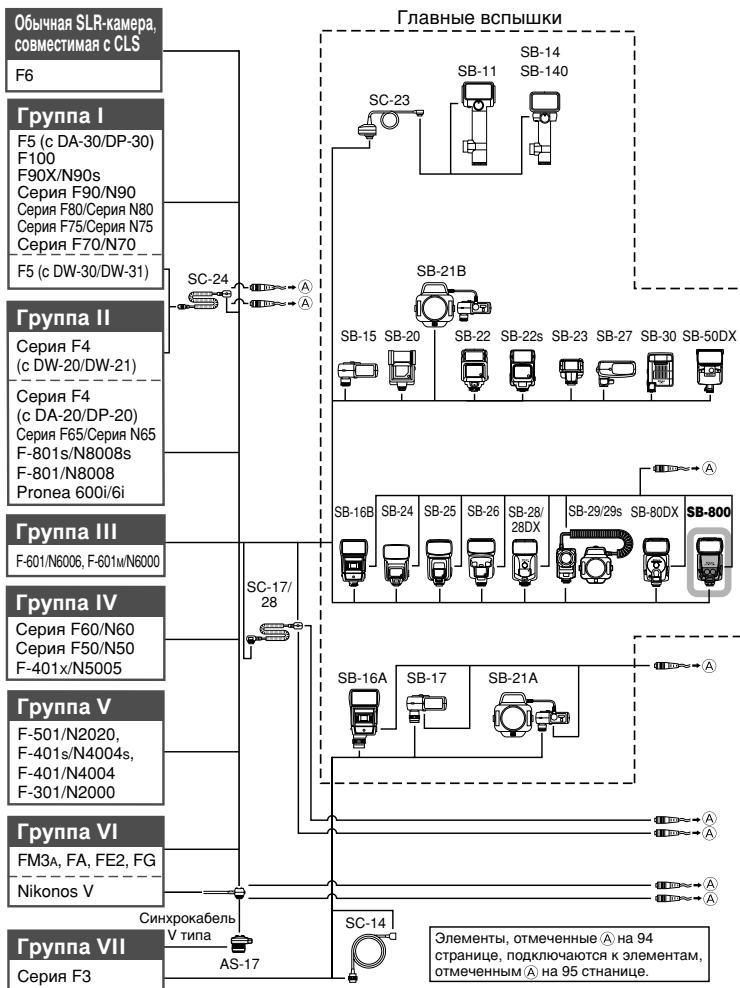 Обычная SLR-камера,
совместимая с CLS
F6
Группа I
F5 (с DA-30/DP-30)
F100
F90X/N90s
Серия F90/N90
Серия F80/Серия N80
Серия F75/Серия N75
Серия F70/N70
F5 (с DW-30/DW-31)
Группа II
Серия F4
(с DW-20/DW-21)
Серия F4
(с DA-20/DP-20)
Серия F65/Серия N65
F-801s/N8008s
F-801/N8008
Pronea 600i/6i
Группа III
F-601/N6006, F-601M/N6000
Группа IV
Серия F60/N60
Серия F50/N50
F-401x/N5005
Группа V
F-501/N2020,
F-401s/N4004s,
F-401/N4004
F-301/N2000
Группа VI
FM3A, FA, FE2, FG
Nikonos V
Группа VII
Серия F3
SC-24
A
A
SC-17/
28
Синхрокабель
V типа
AS-17
Главные вспышки
SC-23
SB-11
SB-14
SB-140
SB-21B
SB-15
SB-20
SB-22
SB-22s
SB-23
SB-27
SB-30
SB-50DX
A
SB-16B
SB-24
SB-25
SB-26
SB-28/
28DX
SB-29/29s
SB-80DX
SB-800
SB-16A
SB-17
SB-21A
A
A
A
A
A
SC-14
Элементы, отмеченные Ⓐ на 94
странице, подключаются к элементам,
отмеченным Ⓐ на 95 стнанице.